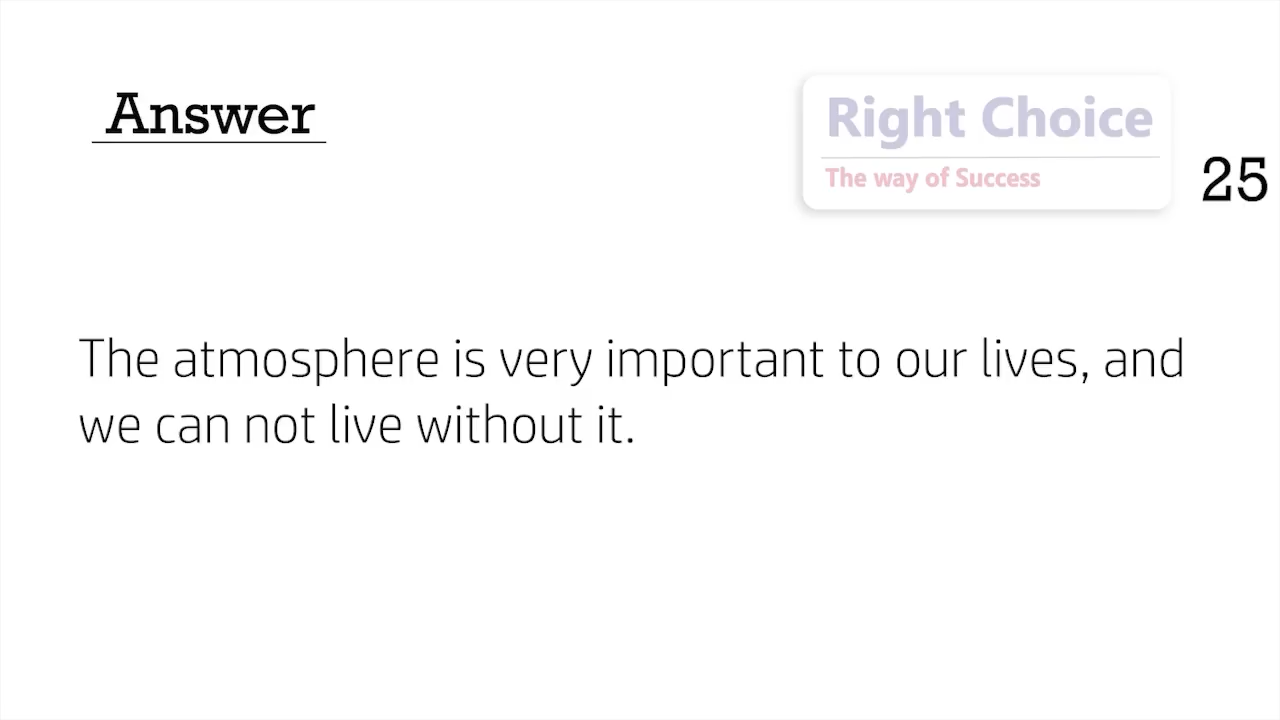 Answer
Right Choice
The way of Success
25
The atmosphere is very important to our lives, and
we can not live without it.